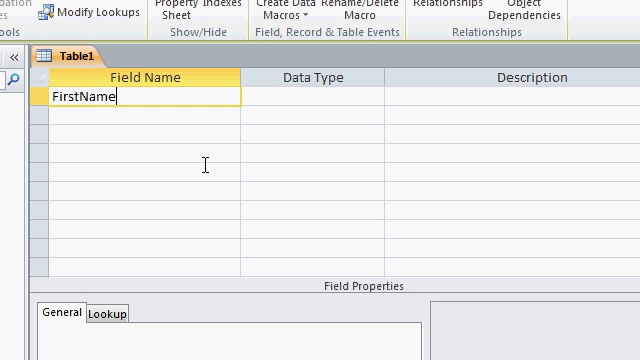 Property Indexes
Create Data
Rename/Delete
Relationships
Object
Modify Lookups
Sheet
Macros
Macro
Dependencies
Show/Hide
Field, Record & Table Events
Relationships
Table1
Field Name
Data Type
Description
FirstName
Field Properties
General
Lookup